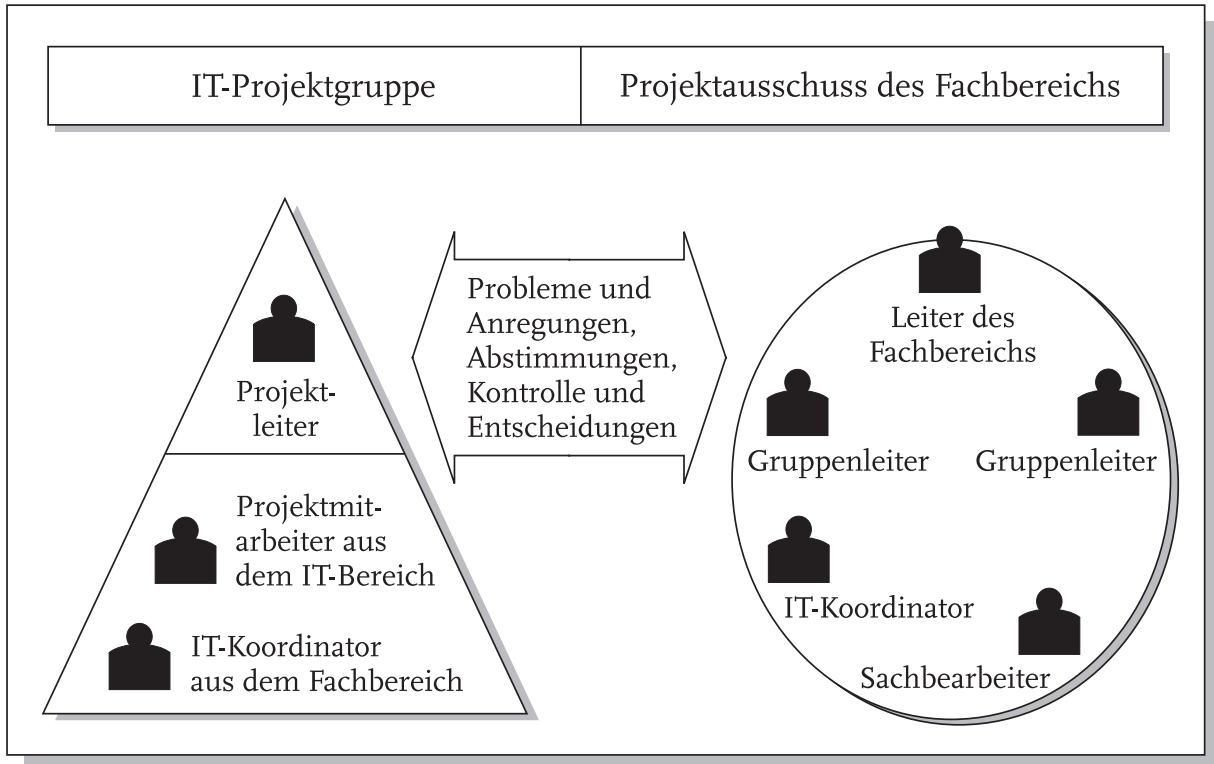 IT-Projektgruppe
Projektausschuss des Fachbereichs
Projekt-
leiter
Projektmit-
arbeiter aus
dem IT-Bereich
IT-Koordinator
aus dem Fachbereich
Probleme und
Anregungen,
Abstimmungen,
Kontrolle und
Entscheidungen
Leiter des
Fachbereichs
Gruppenleiter
Gruppenleiter
IT-Koordinator
Sachbearbeiter